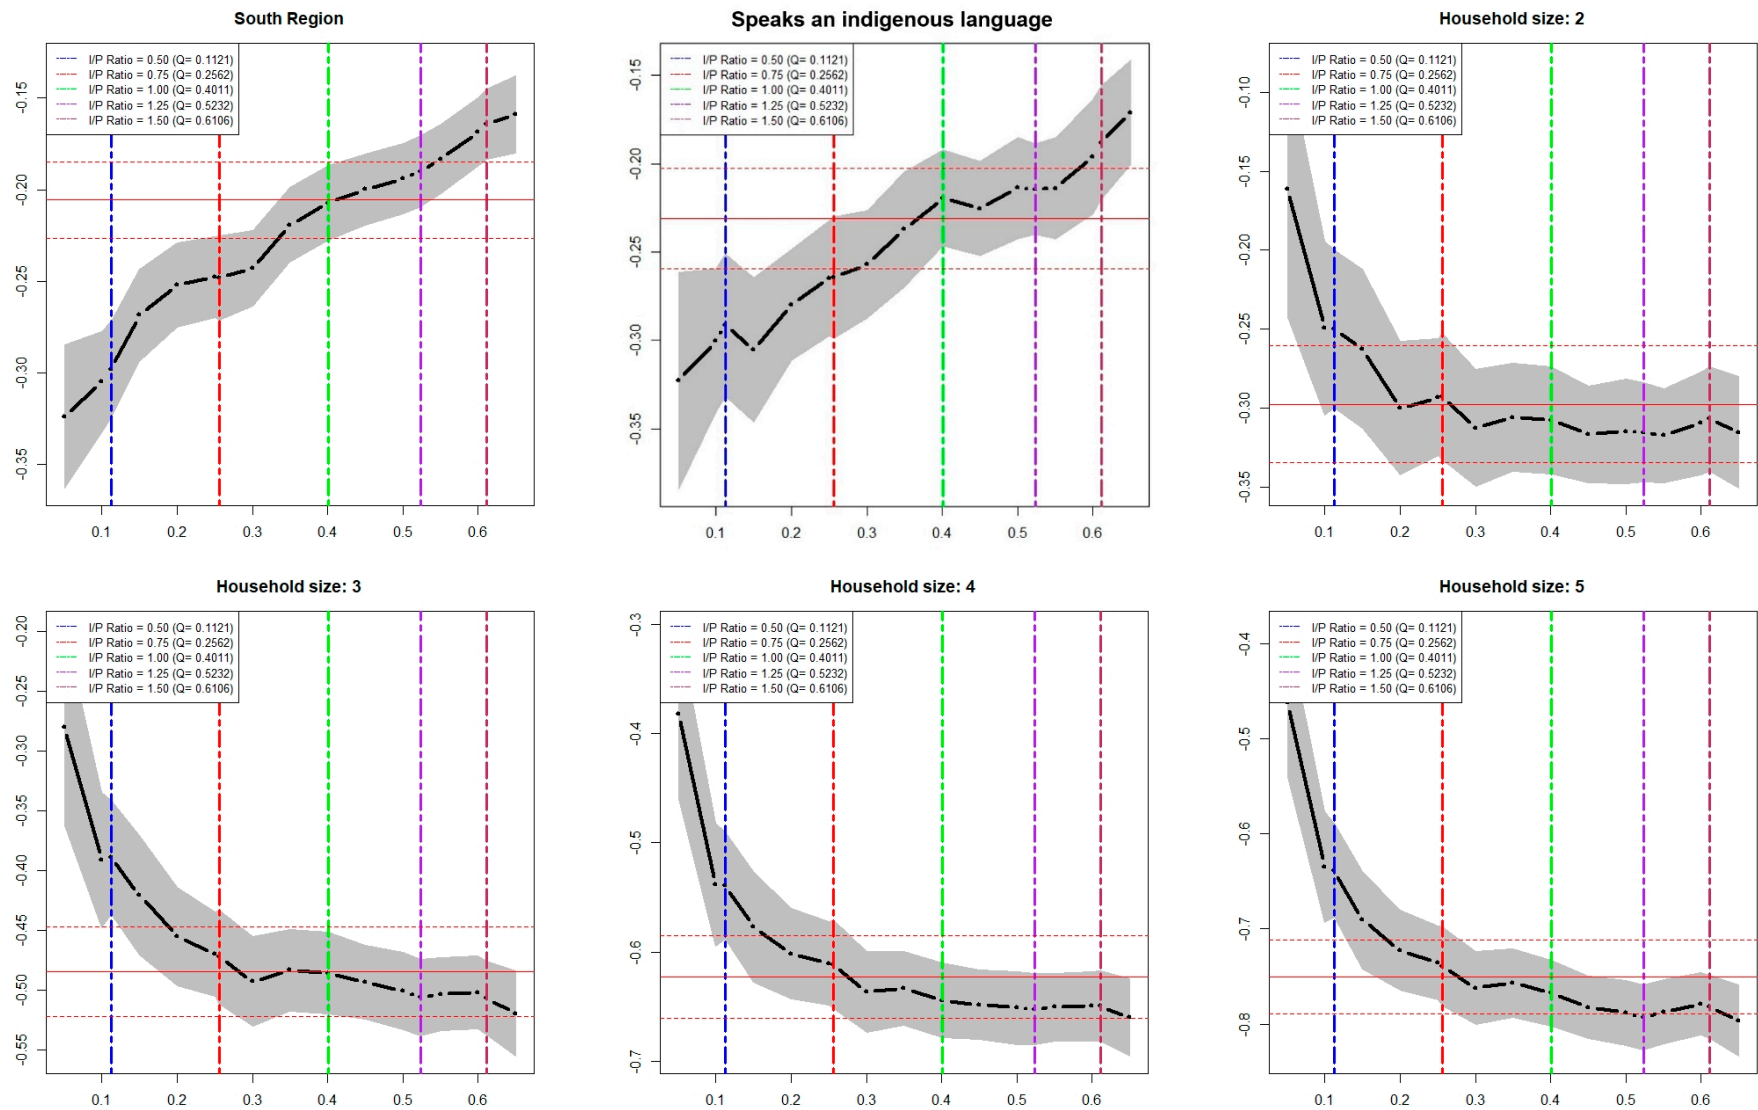 South Region
I/P Ratio = 0.50 (Q= 0.1121)
I/P Ratio = 0.75 (Q= 0.2562)
I/P Ratio = 1.00 (Q= 0.4011)
I/P Ratio = 1.25 (Q= 0.5232)
I/P Ratio = 1.50 (Q= 0.6106)
-0.15
-0.20
-0.25
-0.30
-0.35
0.1 0.2 0.3 0.4 0.5 0.6
Speaks an indigenous language
I/P Ratio = 0.50 (Q= 0.1121)
I/P Ratio = 0.75 (Q= 0.2562)
I/P Ratio = 1.00 (Q= 0.4011)
I/P Ratio = 1.25 (Q= 0.5232)
I/P Ratio = 1.50 (Q= 0.6106)
-0.15
-0.20
-0.25
-0.30
-0.35
0.1 0.2 0.3 0.4 0.5 0.6
Household size: 2
I/P Ratio = 0.50 (Q= 0.1121)
I/P Ratio = 0.75 (Q= 0.2562)
I/P Ratio = 1.00 (Q= 0.4011)
I/P Ratio = 1.25 (Q= 0.5232)
I/P Ratio = 1.50 (Q= 0.6106)
-0.10
-0.15
-0.20
-0.25
-0.30
-0.35
0.1 0.2 0.3 0.4 0.5 0.6
Household size: 3
I/P Ratio = 0.50 (Q= 0.1121)
I/P Ratio = 0.75 (Q= 0.2562)
I/P Ratio = 1.00 (Q= 0.4011)
I/P Ratio = 1.25 (Q= 0.5232)
I/P Ratio = 1.50 (Q= 0.6106)
-0.20
-0.25
-0.30
-0.35
-0.40
-0.45
-0.50
-0.55
0.1 0.2 0.3 0.4 0.5 0.6
Household size: 4
I/P Ratio = 0.50 (Q= 0.1121)
I/P Ratio = 0.75 (Q= 0.2562)
I/P Ratio = 1.00 (Q= 0.4011)
I/P Ratio = 1.25 (Q= 0.5232)
I/P Ratio = 1.50 (Q= 0.6106)
-0.3
-0.4
-0.5
-0.6
-0.7
0.1 0.2 0.3 0.4 0.5 0.6
Household size: 5
I/P Ratio = 0.50 (Q= 0.1121)
I/P Ratio = 0.75 (Q= 0.2562)
I/P Ratio = 1.00 (Q= 0.4011)
I/P Ratio = 1.25 (Q= 0.5232)
I/P Ratio = 1.50 (Q= 0.6106)
-0.4
-0.5
-0.6
-0.7
-0.8
0.1 0.2 0.3 0.4 0.5 0.6